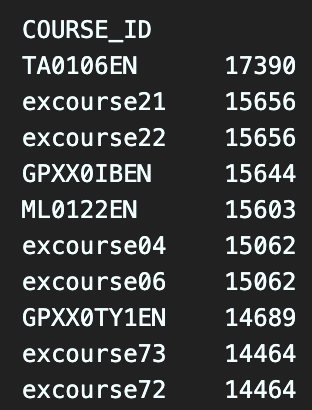 COURSE_ID
TA0106EN 17390
excourse21 15656
excourse22 15656
GPXX0IBEN 15644
ML0122EN 15603
excourse04 15062
excourse06 15062
GPXX0TY1EN 14689
excourse73 14464
excourse72 14464